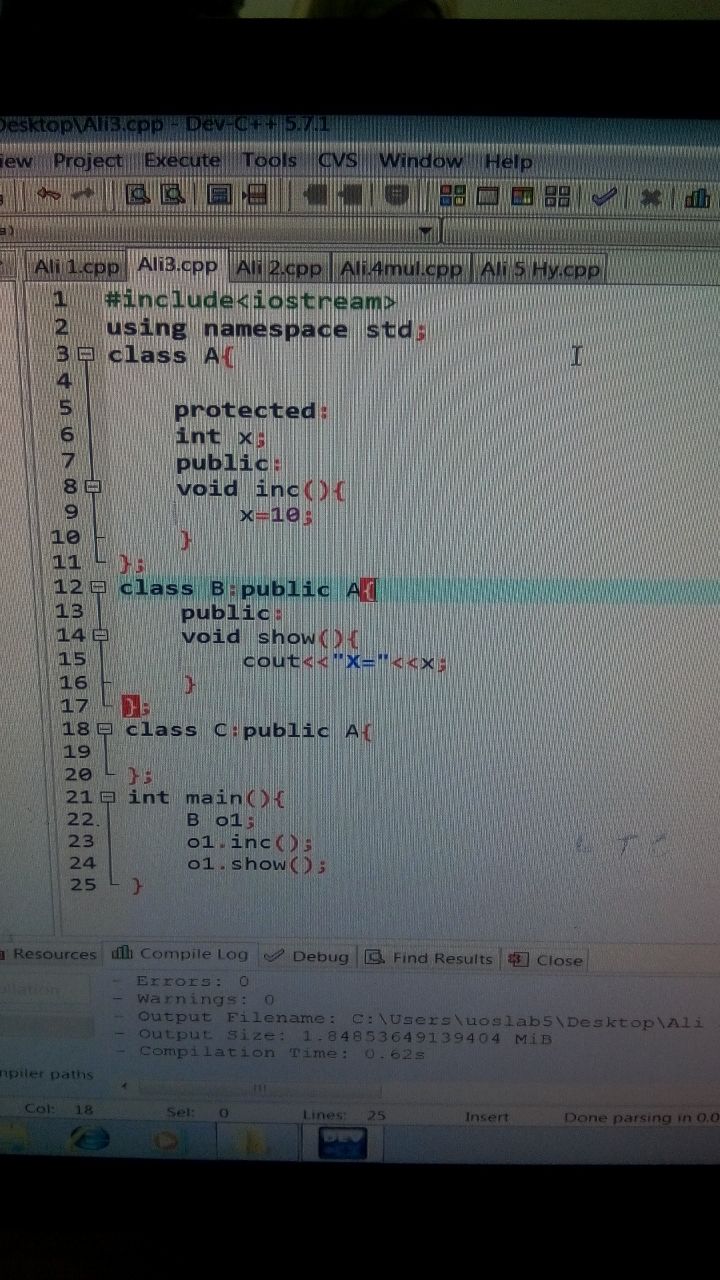 Desktop\Ali3.cpp - Dev-C++ 5.7.1
iew Project Execute Tools CVS Window Help
Ali 1.cpp Ali3.cpp Ali 2.cpp Ali.4mul.cpp Ali 5 Hy.cpp
1 #include<iostream>
2 using namespace std;
3 class A{
4
5 protected:
6 int x;
7 public:
8 void inc(){
9 x=10;
10 }
11 };
12 class B:public A{
13 public:
14 void show(){
15 cout<<"X="<<x;
16 }
17 };
18 class C:public A{
19
20 };
21 int main(){
22 B o1;
23 o1.inc();
24 o1.show();
25 }
Resources Compile Log Debug Find Results Close
- Errors: 0
- Warnings: 0
- Output Filename: C:\Users\uoslab5\Desktop\Ali
- Output Size: 1.84853649139404 MiB
- Compilation Time: 0.62s
mpiler paths
Col: 18 Sel: 0 Lines: 25 Insert Done parsing in 0.0
DEV